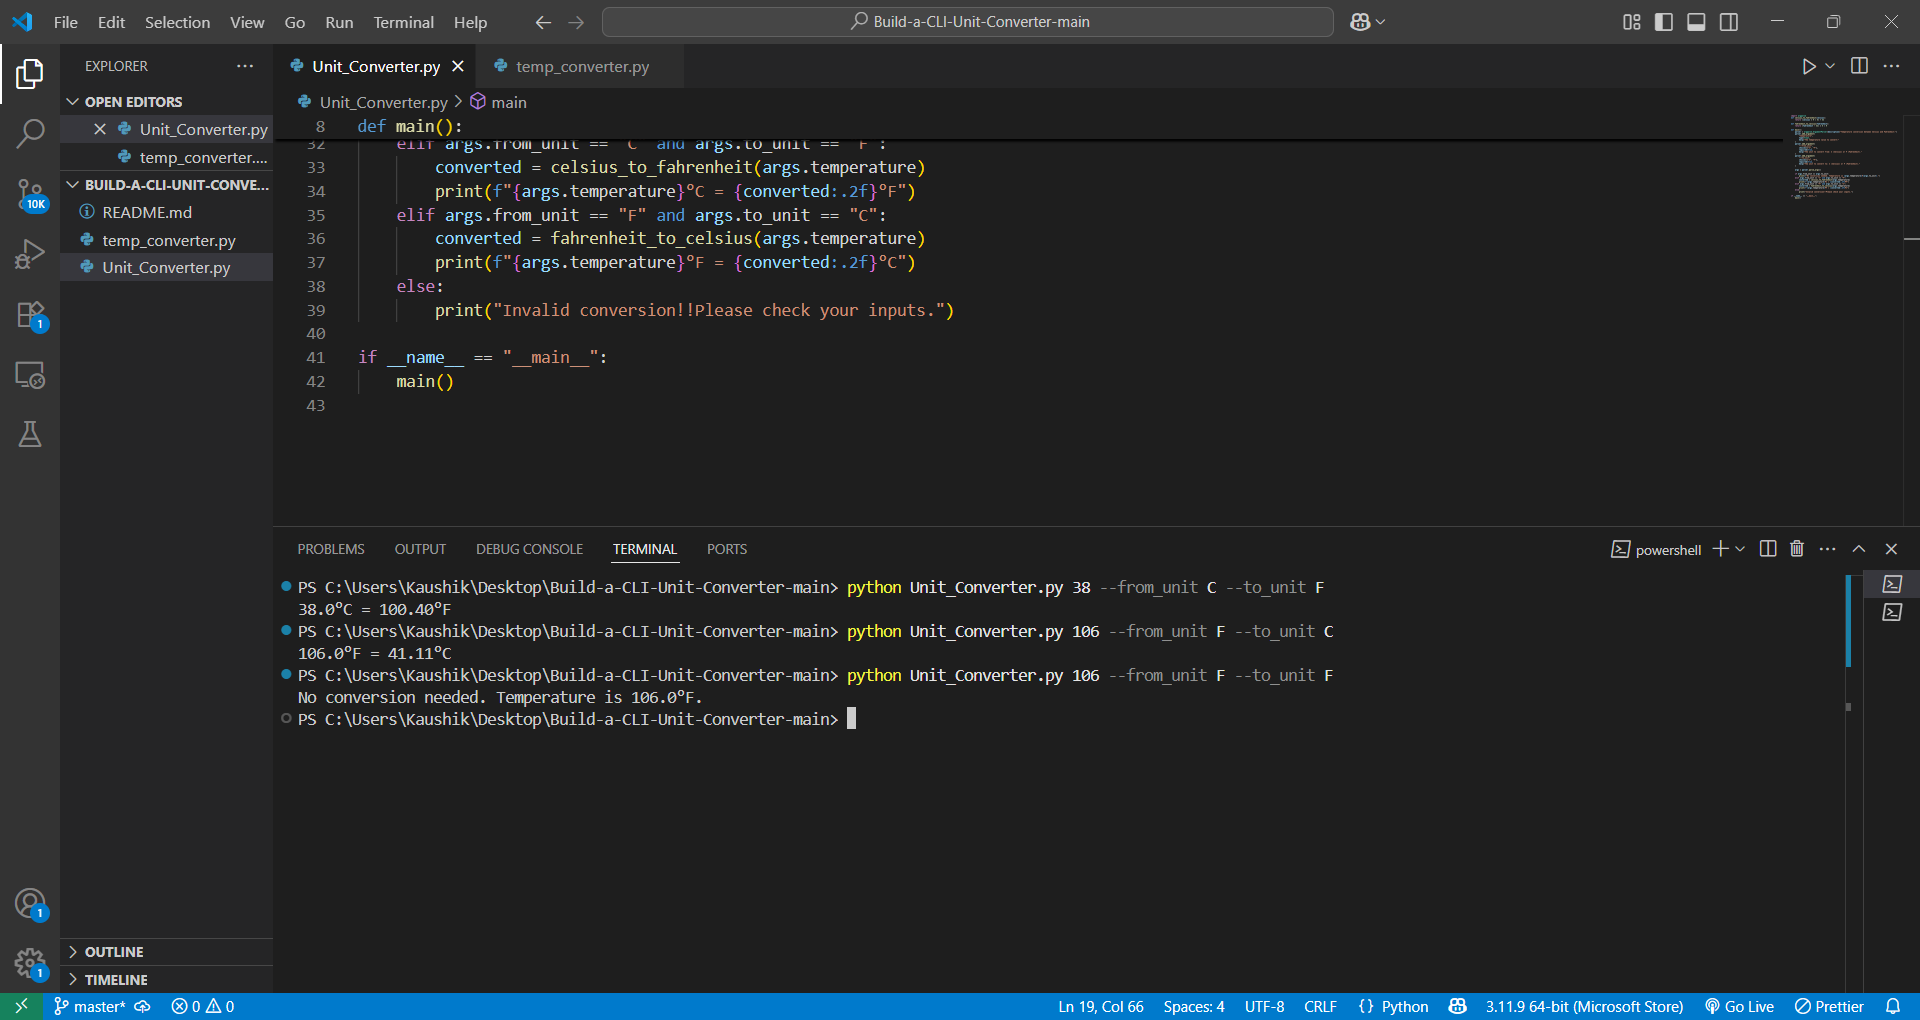 File Edit Selection View Go Run Terminal Help
Build-a-CLI-Unit-Converter-main
EXPLORER
OPEN EDITORS
Unit_Converter.py
temp_converter....
BUILD-A-CLI-UNIT-CONVE...
README.md
temp_converter.py
Unit_Converter.py
10K
1
1
1
OUTLINE
TIMELINE
Unit_Converter.py temp_converter.py
Unit_Converter.py > main
8 def main():
32 elif args.from_unit == "C" and args.to_unit == "F":
33 converted = celsius_to_fahrenheit(args.temperature)
34 print(f"{args.temperature}°C = {converted:.2f}°F")
35 elif args.from_unit == "F" and args.to_unit == "C":
36 converted = fahrenheit_to_celsius(args.temperature)
37 print(f"{args.temperature}°F = {converted:.2f}°C")
38 else:
39 print("Invalid conversion!!Please check your inputs.")
40
41 if __name__ == "__main__":
42 main()
43
PROBLEMS OUTPUT DEBUG CONSOLE TERMINAL PORTS
powershell
PS C:\Users\Kaushik\Desktop\Build-a-CLI-Unit-Converter-main> python Unit_Converter.py 38 --from_unit C --to_unit F
38.0°C = 100.40°F
PS C:\Users\Kaushik\Desktop\Build-a-CLI-Unit-Converter-main> python Unit_Converter.py 106 --from_unit F --to_unit C
106.0°F = 41.11°C
PS C:\Users\Kaushik\Desktop\Build-a-CLI-Unit-Converter-main> python Unit_Converter.py 106 --from_unit F --to_unit F
No conversion needed. Temperature is 106.0°F.
PS C:\Users\Kaushik\Desktop\Build-a-CLI-Unit-Converter-main>
master* 0 0 Ln 19, Col 66 Spaces: 4 UTF-8 CRLF {} Python 3.11.9 64-bit (Microsoft Store) Go Live Prettier